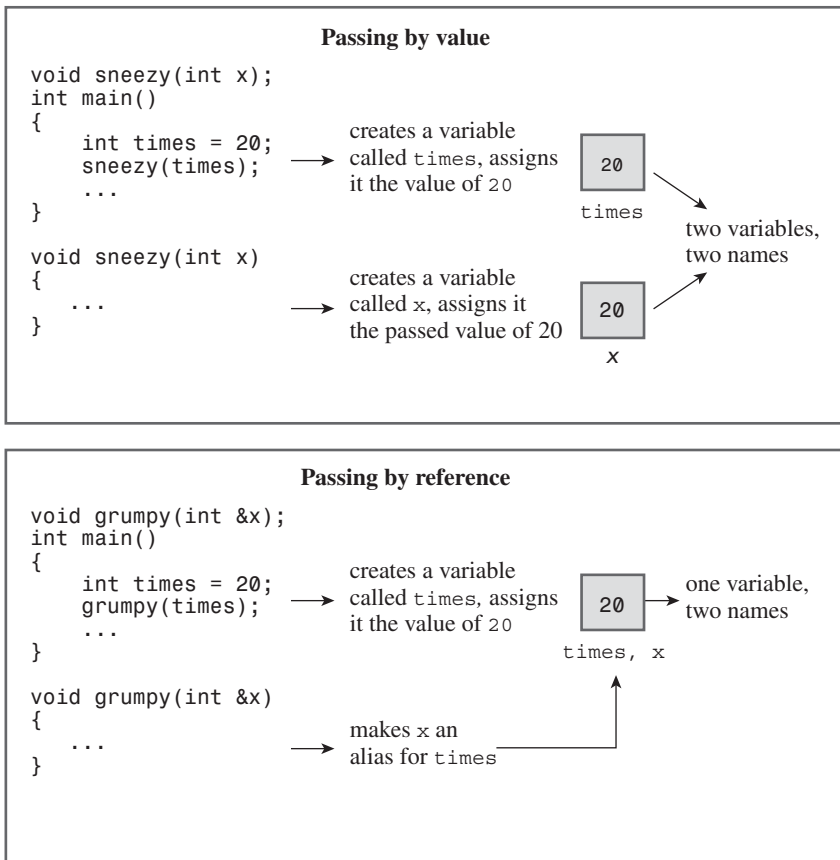 Passing by value
void sneezy(int x);
int main()
{
    int times = 20;
    sneezy(times);
    ...
}
creates a variable
called times, assigns
it the value of 20
20
times
two variables,
two names
void sneezy(int x)
{
   ...
}
creates a variable
called x, assigns it
the passed value of 20
20
x
Passing by reference
void grumpy(int &x);
int main()
{
    int times = 20;
    grumpy(times);
    ...
}
creates a variable
called times, assigns
it the value of 20
20
times, x
one variable,
two names
void grumpy(int &x)
{
   ...
}
makes x an
alias for times